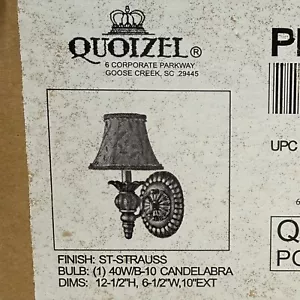 QUOIZEL®
6 CORPORATE PARKWAY
GOOSE CREEK, SC .29445
UPC
FINISH: ST-STRAUSS
BULB: (1) 40W/B-10 CANDELABRA
DIMS: 12-1/2"H, 6-1/2"W,10"EXT